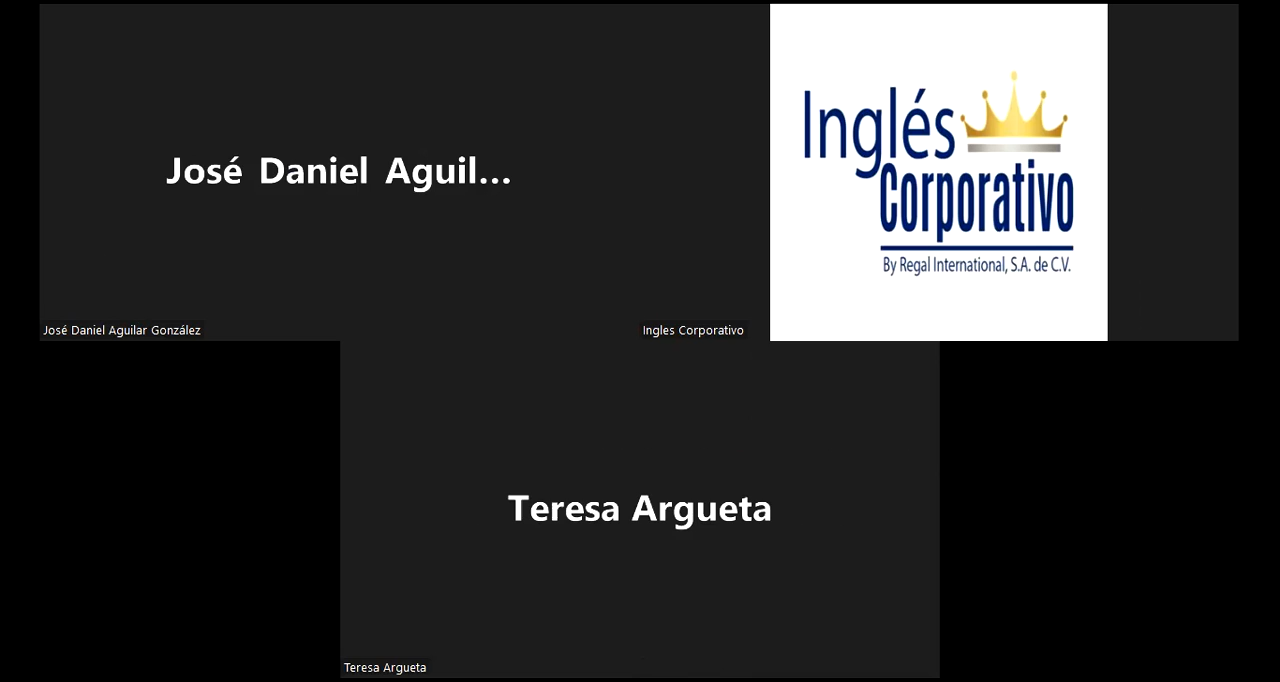 José Daniel Aguil...
Inglés
Corporativo
By Regal International, S.A. de C.V.
José Daniel Aguilar González
Ingles Corporativo
Teresa Argueta
Teresa Argueta